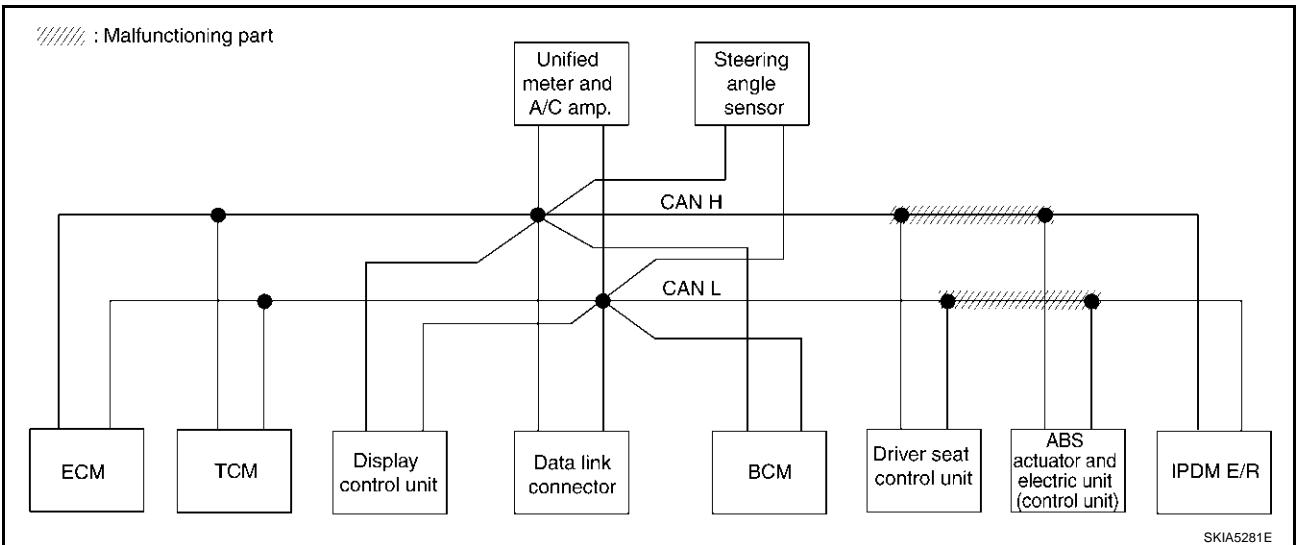 : Malfunctioning part
Unified
meter and
A/C amp.
Steering
angle
sensor
CAN H
CAN L
ECM
TCM
Display
control unit
Data link
connector
BCM
Driver seat
control unit
ABS
actuator and
electric unit
(control unit)
IPDM E/R
SKIA5281E